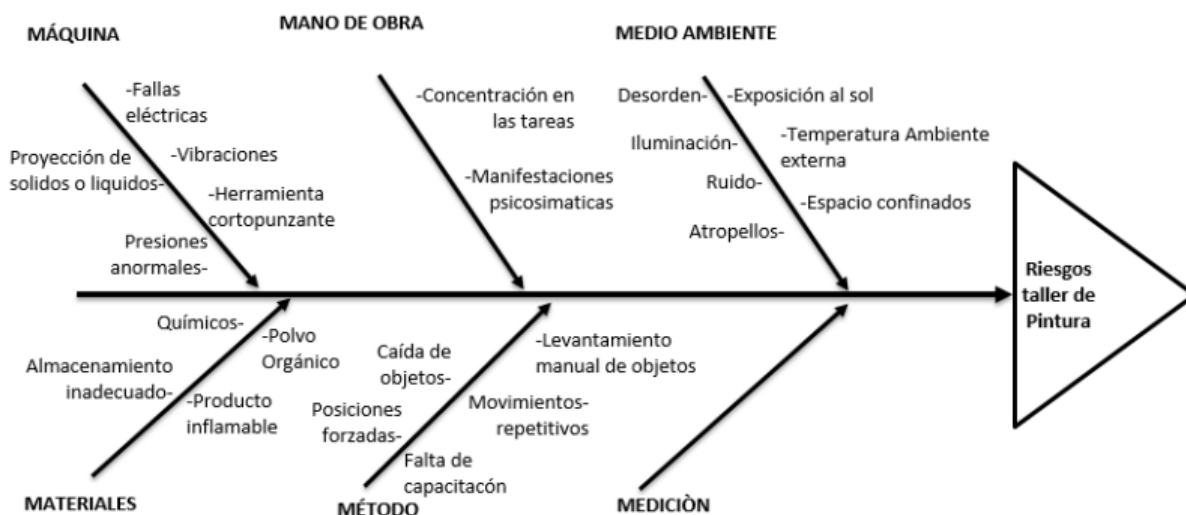 MÁQUINA
MANO DE OBRA
MEDIO AMBIENTE
-Fallas
eléctricas
Proyección de
solidos o liquidos-
-Vibraciones
-Herramienta
cortopunzante
Presiones
anormales-
-Concentración en
las tareas
-Manifestaciones
psicosimaticas
Desorden-
-Exposición al sol
Iluminación-
-Temperatura Ambiente
externa
Ruido-
-Espacio confinados
Atropellos-
Riesgos
taller de
Pintura
Químicos-
-Polvo
Orgánico
Almacenamiento
inadecuado-
-Producto
inflamable
Caída de
objetos-
-Levantamiento
manual de objetos
Posiciones
forzadas-
Movimientos-
repetitivos
Falta de
capacitacón
MATERIALES
MÉTODO
MEDICIÒN